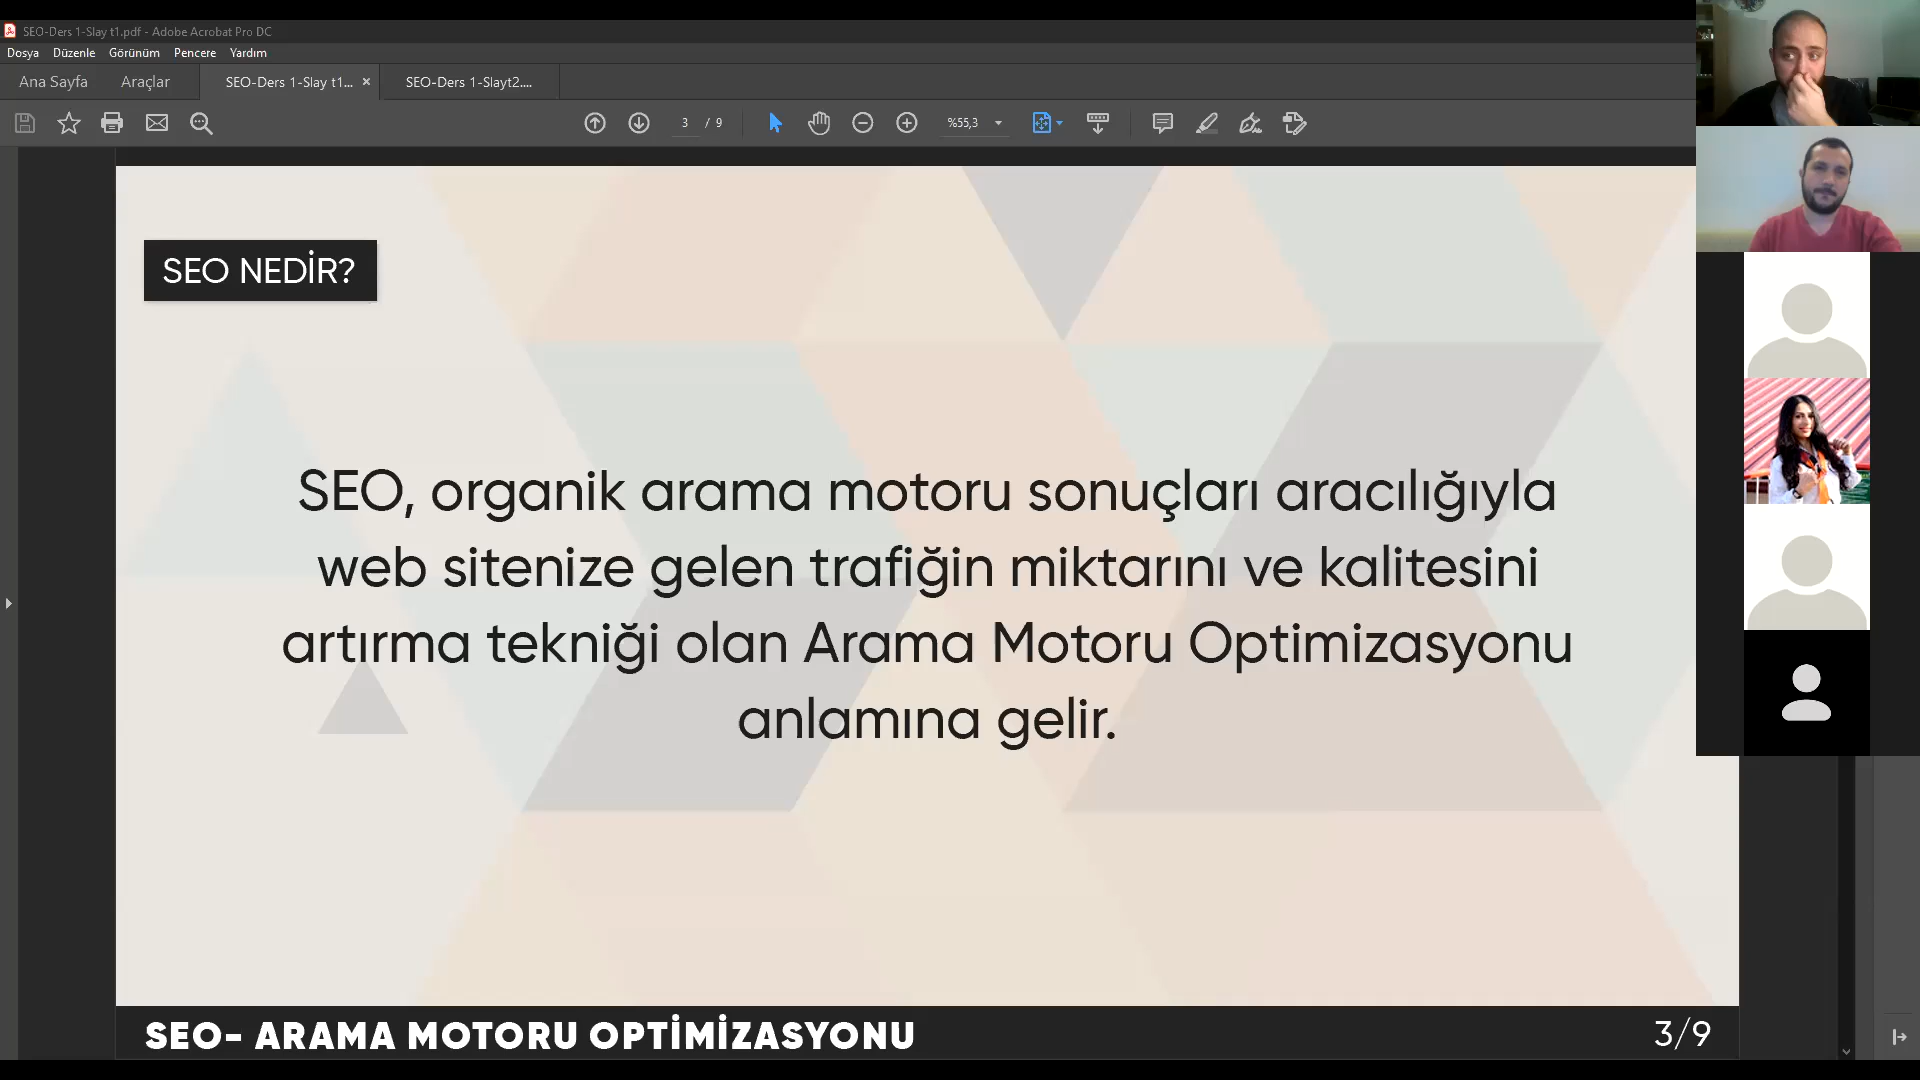 SEO-Ders 1-Slay t1.pdf - Adobe Acrobat Pro DC
Dosya Düzenle Görünüm Pencere Yardım
Ana Sayfa Araçlar SEO-Ders 1-Slay t1... × SEO-Ders 1-Slayt2....
3 / 9 %55,3
SEO NEDİR?
SEO, organik arama motoru sonuçları aracılığıyla
web sitenize gelen trafiğin miktarını ve kalitesini
artırma tekniği olan Arama Motoru Optimizasyonu
anlamına gelir.
SEO- ARAMA MOTORU OPTİMİZASYONU
3/9